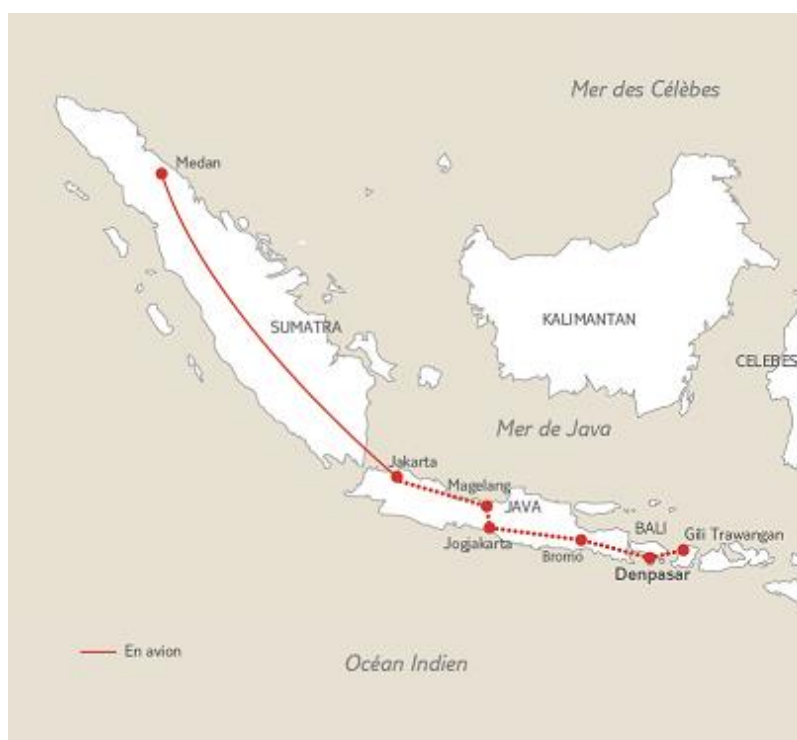 Mer des Célèbes
Medan
SUMATRA
KALIMANTAN
CELEBES
Mer de Java
Jakarta
Magelang
JAVA
Jogjakarta
Bromo
BALI
Gili Trawangan
Denpasar
En avion
Océan Indien